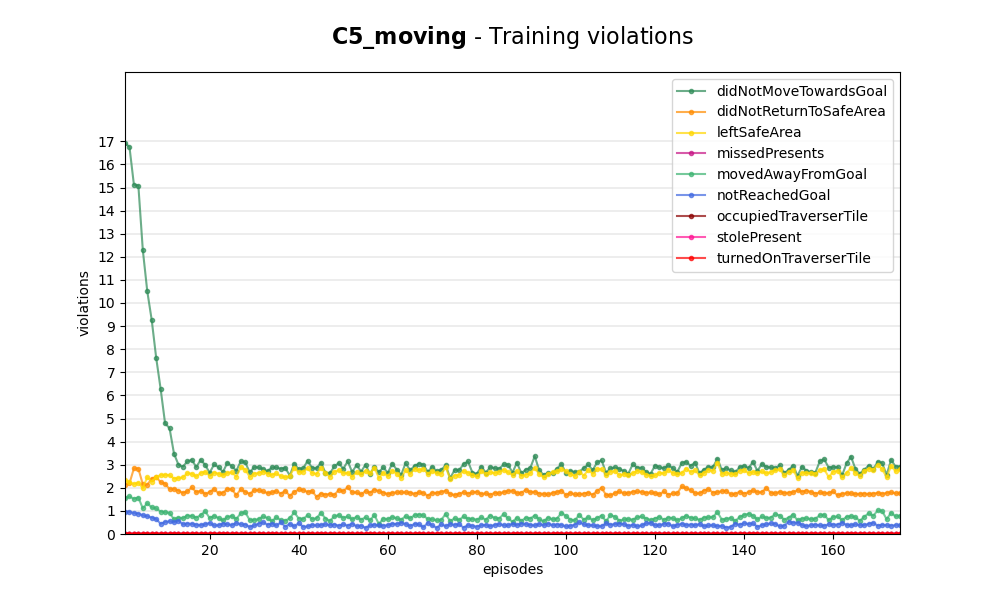 C5_moving - Training violations
didNotMoveTowardsGoal
didNotReturnToSafeArea
leftSafeArea
missedPresents
movedAwayFromGoal
notReachedGoal
occupiedTraverserTile
stolePresent
turnedOnTraverserTile
17
16
15
14
13
12
11
10
9
8
7
6
5
4
3
2
1
0
violations
20 40 60 80 100 120 140 160
episodes